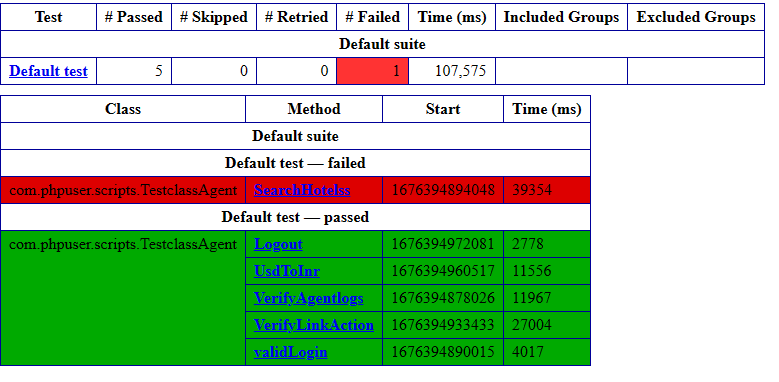 Test # Passed # Skipped # Retried # Failed Time (ms) Included Groups Excluded Groups
Default suite
Default test 5 0 0 1 107,575
Class Method Start Time (ms)
Default suite
Default test — failed
com.phpuser.scripts.TestclassAgent SearchHotelss 1676394894048 39354
Default test — passed
com.phpuser.scripts.TestclassAgent Logout 1676394972081 2778
UsdToInr 1676394960517 11556
VerifyAgentlogs 1676394878026 11967
VerifyLinkAction 1676394933433 27004
validLogin 1676394890015 4017